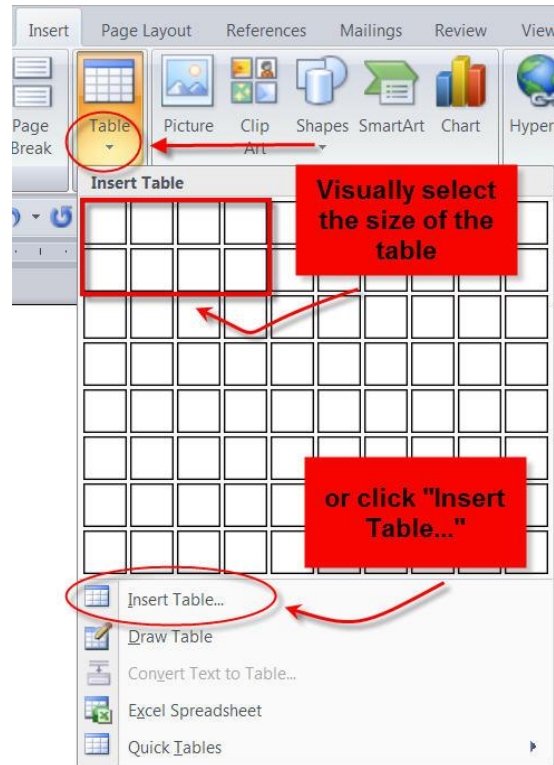 Insert Page Layout References Mailings Review View
Page Break
Table
Picture
Clip Art
Shapes
SmartArt
Chart
Hyper
Insert Table
Visually select
the size of the
table
or click "Insert
Table..."
Insert Table...
Draw Table
Convert Text to Table...
Excel Spreadsheet
Quick Tables